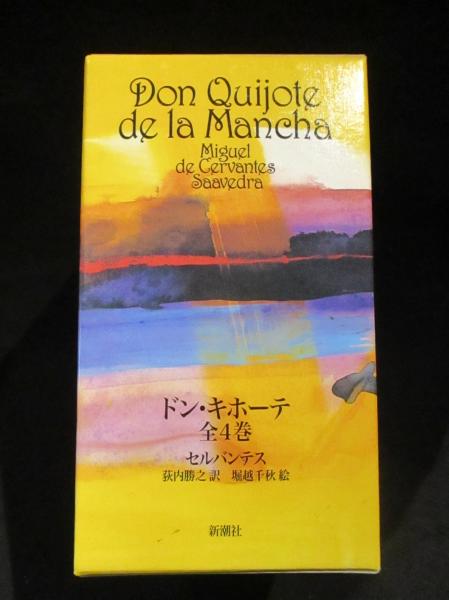 Don Quijote
de la Mancha
Miguel
de Cervantes
Saavedra
ドン・キホーテ
全4巻
セルバンテス
荻内勝之 訳 堀越千秋 絵
新潮社